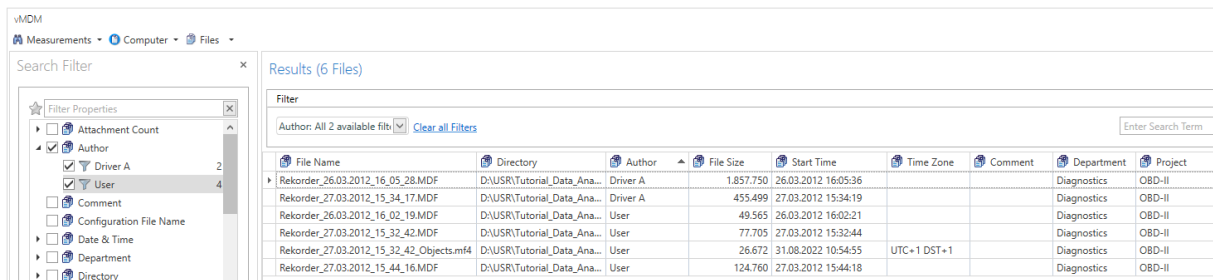 vMDM
Measurements Computer Files
Search Filter ×
Filter Properties
Attachment Count
Author
Driver A 2
User 4
Comment
Configuration File Name
Date & Time
Department
Directory
Results (6 Files)
Filter
Author: All 2 available filt Clear all Filters Enter Search Term
File Name Directory Author File Size Start Time Time Zone Comment Department Project
Rekorder_26.03.2012_16_05_28.MDF D:\USR\Tutorial_Data_Ana... Driver A 1.857.750 26.03.2012 16:05:36 Diagnostics OBD-II
Rekorder_27.03.2012_15_34_17.MDF D:\USR\Tutorial_Data_Ana... Driver A 455.499 27.03.2012 15:34:19 Diagnostics OBD-II
Rekorder_26.03.2012_16_02_19.MDF D:\USR\Tutorial_Data_Ana... User 49.565 26.03.2012 16:02:21 Diagnostics OBD-II
Rekorder_27.03.2012_15_32_42.MDF D:\USR\Tutorial_Data_Ana... User 77.705 27.03.2012 15:32:44 Diagnostics OBD-II
Rekorder_27.03.2012_15_32_42_Objects.mf4 D:\USR\Tutorial_Data_Ana... User 26.672 31.08.2022 10:54:55 UTC+1 DST+1 Diagnostics OBD-II
Rekorder_27.03.2012_15_44_16.MDF D:\USR\Tutorial_Data_Ana... User 124.760 27.03.2012 15:44:18 Diagnostics OBD-II